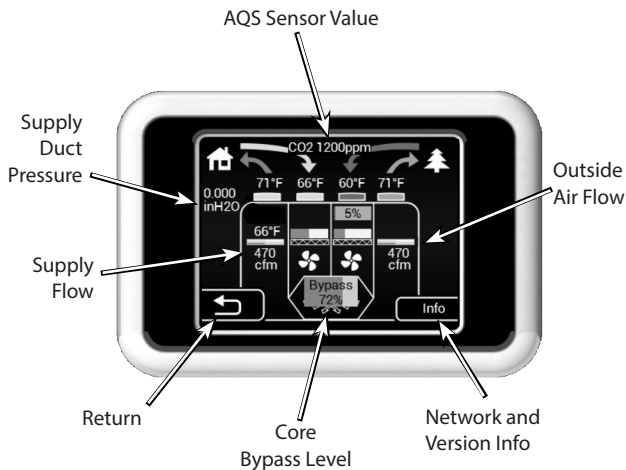 AQS Sensor Value
Supply
Duct
Pressure
CO2 1200ppm
71°F 66°F 60°F 71°F
0.000
inH2O
5%
Outside
Air Flow
66°F
470
cfm
470
cfm
Supply
Flow
Bypass
72%
Info
Return
Core
Bypass Level
Network and
Version Info